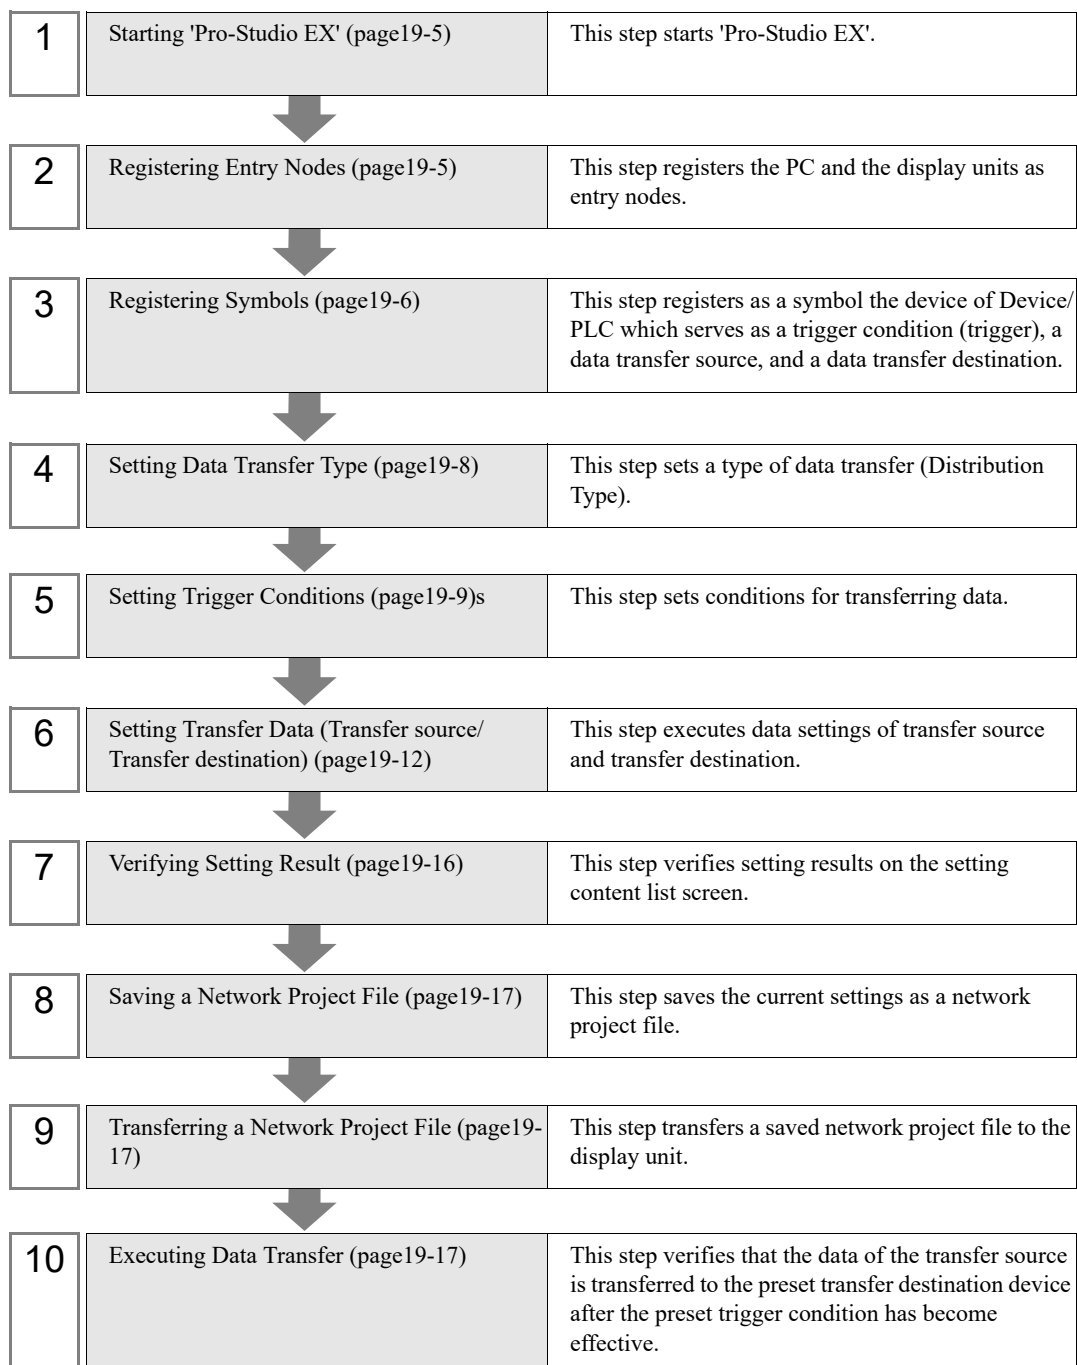 1
Starting 'Pro-Studio EX' (page19-5)
This step starts 'Pro-Studio EX'.
2
Registering Entry Nodes (page19-5)
This step registers the PC and the display units as
entry nodes.
3
Registering Symbols (page19-6)
This step registers as a symbol the device of Device/
PLC which serves as a trigger condition (trigger), a
data transfer source, and a data transfer destination.
4
Setting Data Transfer Type (page19-8)
This step sets a type of data transfer (Distribution
Type).
5
Setting Trigger Conditions (page19-9)s
This step sets conditions for transferring data.
6
Setting Transfer Data (Transfer source/
Transfer destination) (page19-12)
This step executes data settings of transfer source
and transfer destination.
7
Verifying Setting Result (page19-16)
This step verifies setting results on the setting
content list screen.
8
Saving a Network Project File (page19-17)
This step saves the current settings as a network
project file.
9
Transferring a Network Project File (page19-
17)
This step transfers a saved network project file to the
display unit.
10
Executing Data Transfer (page19-17)
This step verifies that the data of the transfer source
is transferred to the preset transfer destination device
after the preset trigger condition has become
effective.